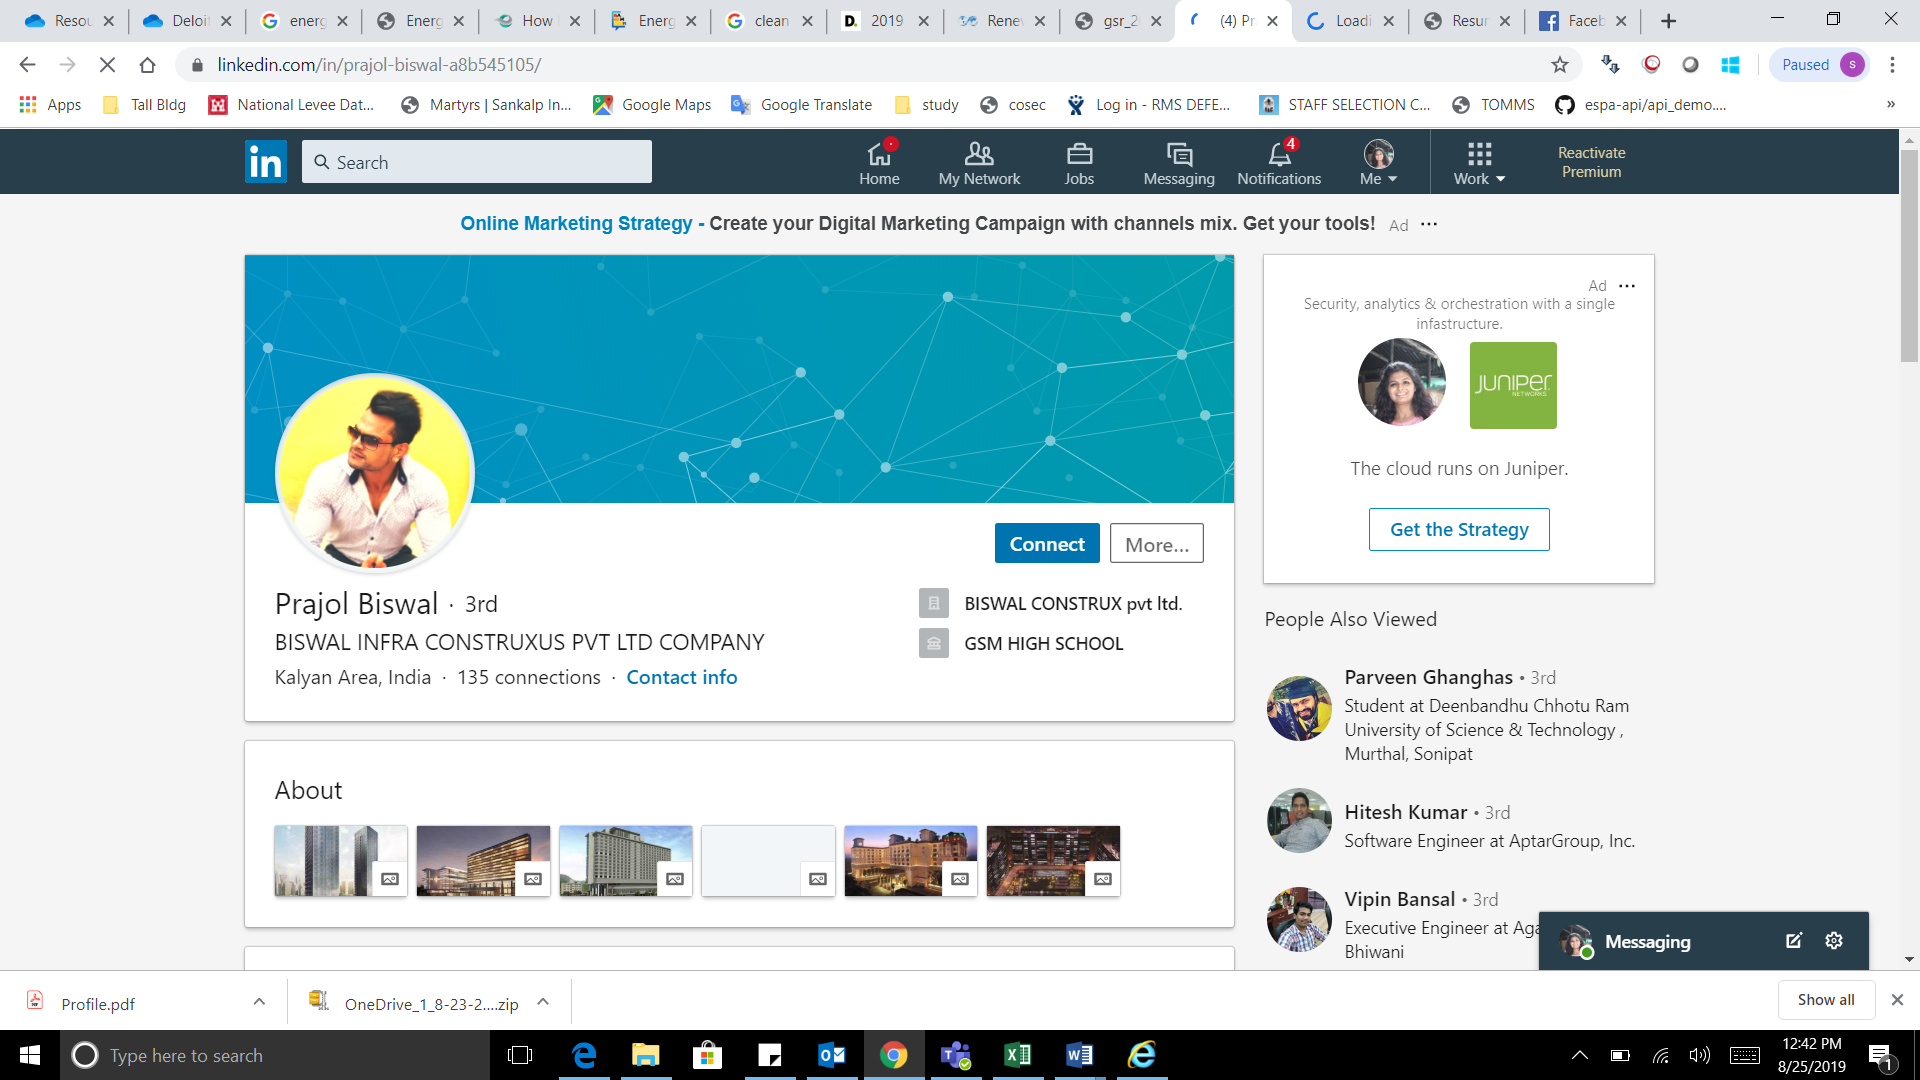 Resou
Deloit
energ
Energ
How
Energ
clean
2019
Renew
gsr_20
(4) Pr
Loadi
Resur
Faceb
linkedin.com/in/prajol-biswal-a8b545105/
Paused
s
Apps
Tall Bldg
National Levee Dat...
Martyrs | Sankalp In...
Google Maps
Google Translate
study
cosec
Log in - RMS DEFE...
STAFF SELECTION C...
TOMMS
espa-api/api_demo....
»
in
Search
Home
My Network
Jobs
Messaging
4
Notifications
Me
Work
Reactivate
Premium
Online Marketing Strategy - Create your Digital Marketing Campaign with channels mix. Get your tools!
Ad
Ad
Security, analytics & orchestration with a single
infastructure.
JUNIPER
NETWORKS
The cloud runs on Juniper.
Get the Strategy
Connect
More...
Prajol Biswal · 3rd
BISWAL INFRA CONSTRUXUS PVT LTD COMPANY
Kalyan Area, India · 135 connections · Contact info
BISWAL CONSTRUX pvt ltd.
GSM HIGH SCHOOL
About
People Also Viewed
Parveen Ghanghas • 3rd
Student at Deenbandhu Chhotu Ram
University of Science & Technology ,
Murthal, Sonipat
Hitesh Kumar • 3rd
Software Engineer at AptarGroup, Inc.
Vipin Bansal • 3rd
Executive Engineer at Aga
Bhiwani
Messaging
Profile.pdf
OneDrive_1_8-23-2....zip
Show all
Type here to search
12:42 PM
8/25/2019
1